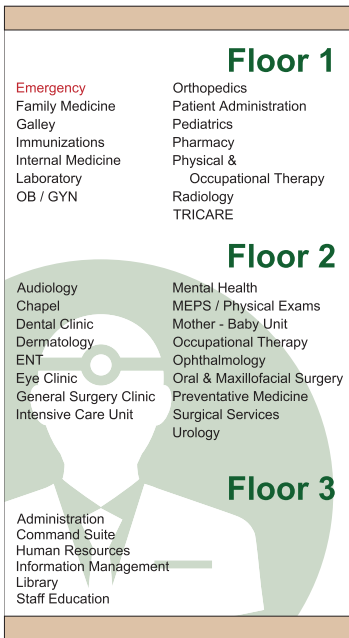 Floor 1
Emergency
Family Medicine
Galley
Immunizations
Internal Medicine
Laboratory
OB / GYN
Orthopedics
Patient Administration
Pediatrics
Pharmacy
Physical &
Occupational Therapy
Radiology
TRICARE
Floor 2
Audiology
Chapel
Dental Clinic
Dermatology
ENT
Eye Clinic
General Surgery Clinic
Intensive Care Unit
Mental Health
MEPS / Physical Exams
Mother - Baby Unit
Occupational Therapy
Ophthalmology
Oral & Maxillofacial Surgery
Preventative Medicine
Surgical Services
Urology
Floor 3
Administration
Command Suite
Human Resources
Information Management
Library
Staff Education